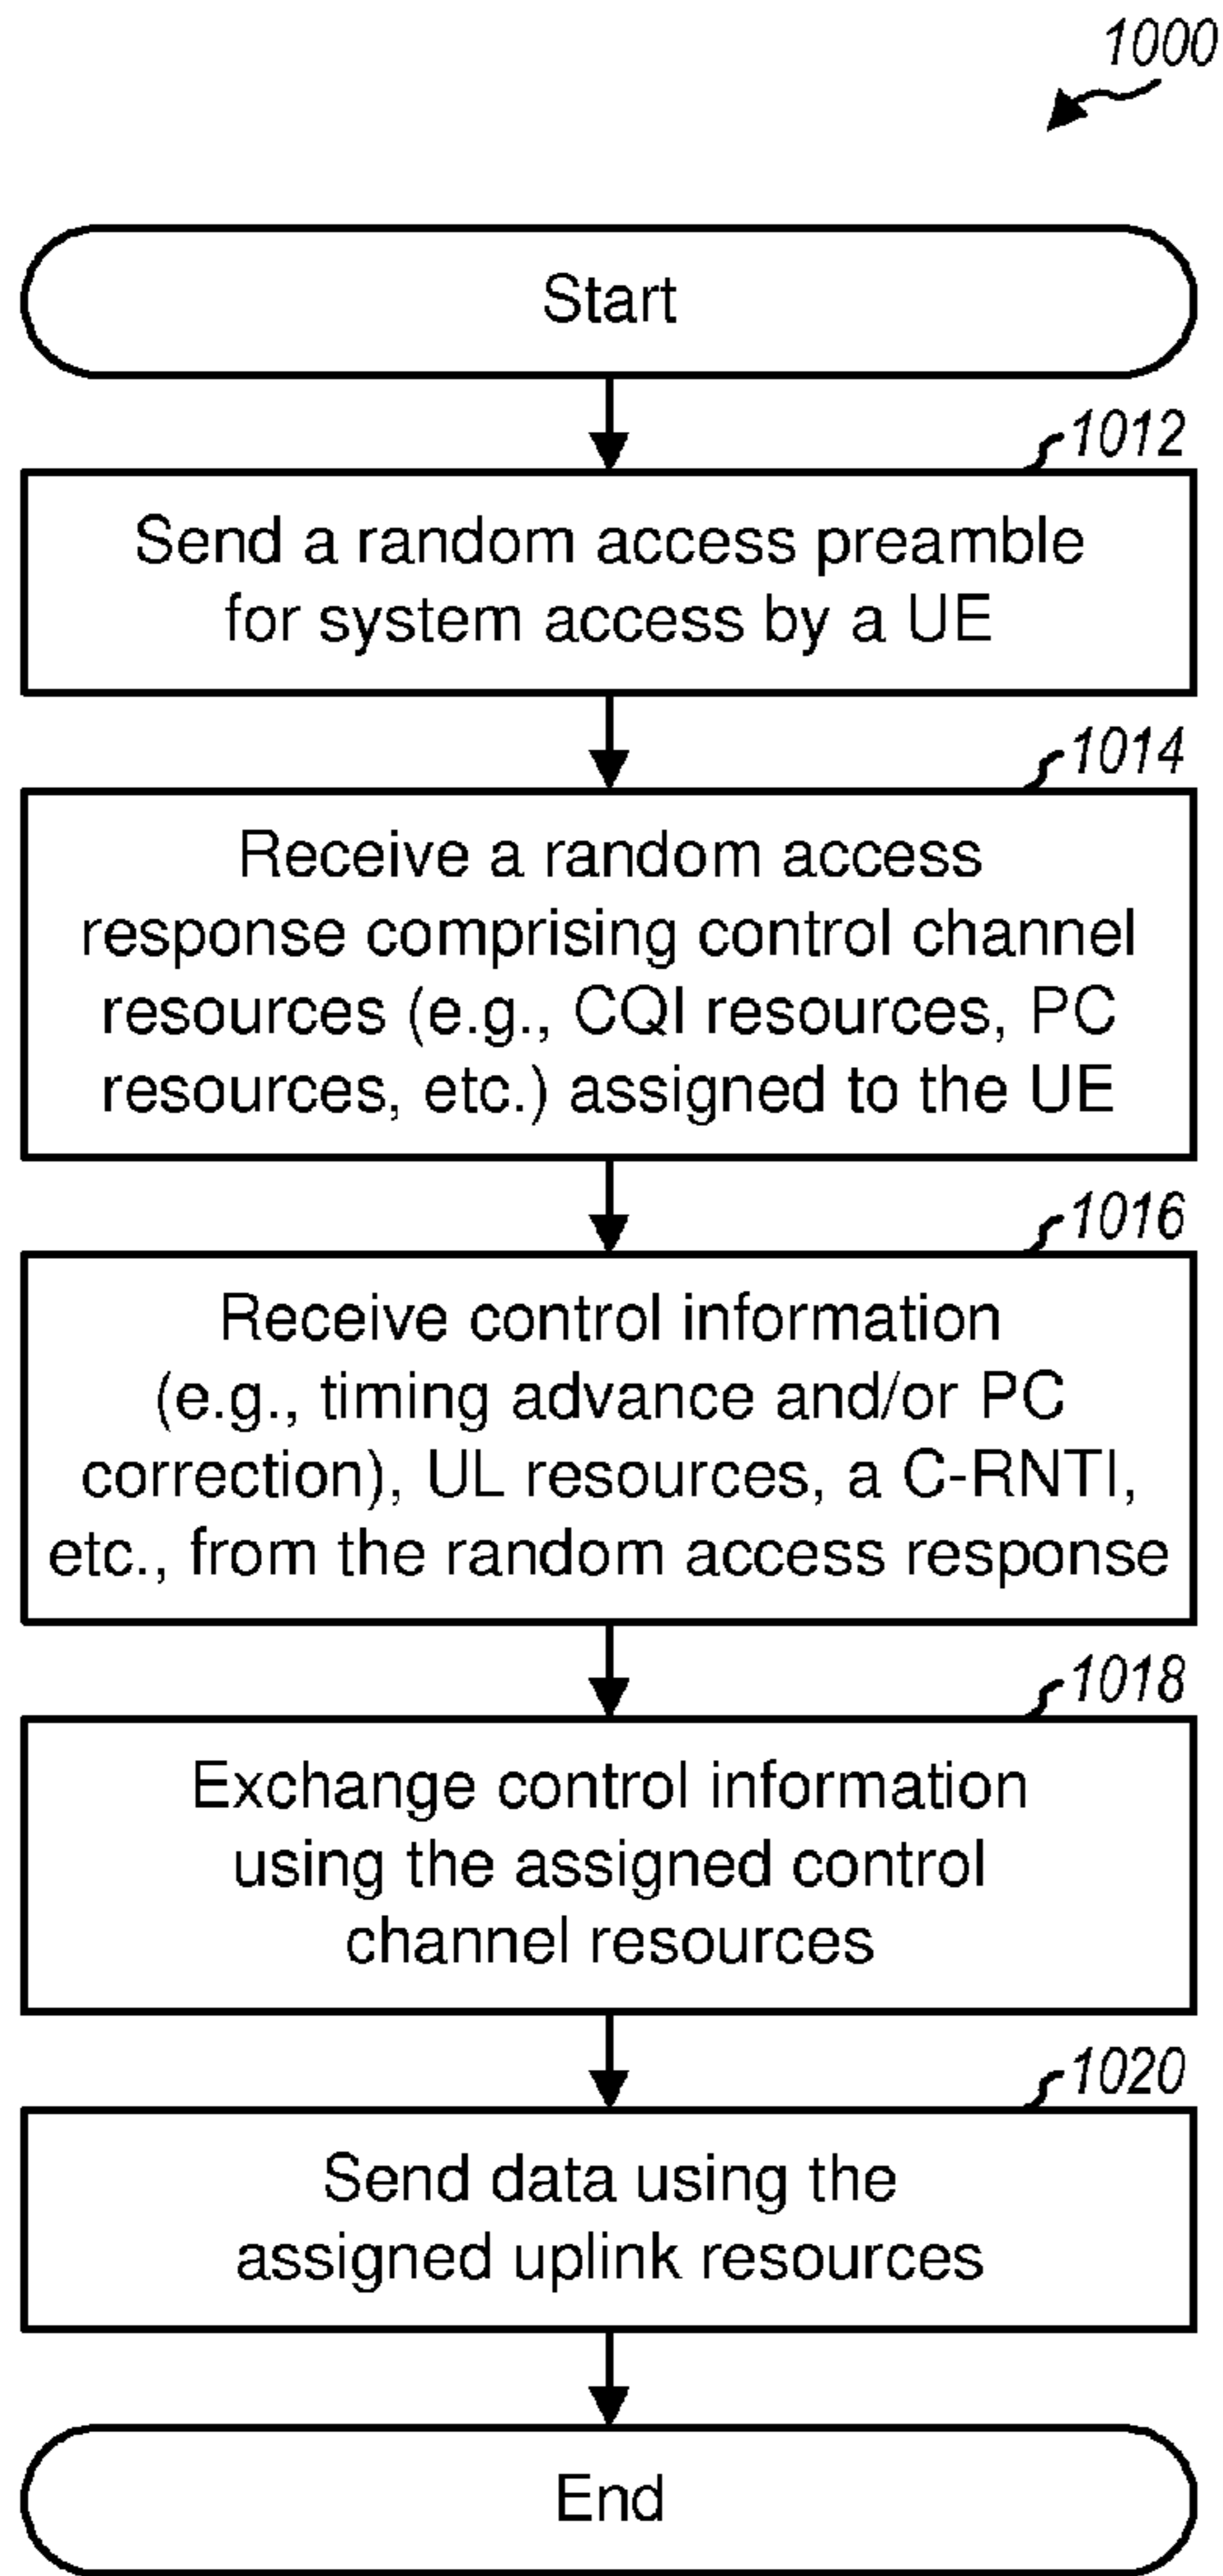 1000
Start
1012
Send a random access preamble
for system access by a UE
1014
Receive a random access
response comprising control channel
resources (e.g., CQI resources, PC
resources, etc.) assigned to the UE
1016
Receive control information
(e.g., timing advance and/or PC
correction), UL resources, a C-RNTI,
etc., from the random access response
1018
Exchange control information
using the assigned control
channel resources
1020
Send data using the
assigned uplink resources
End